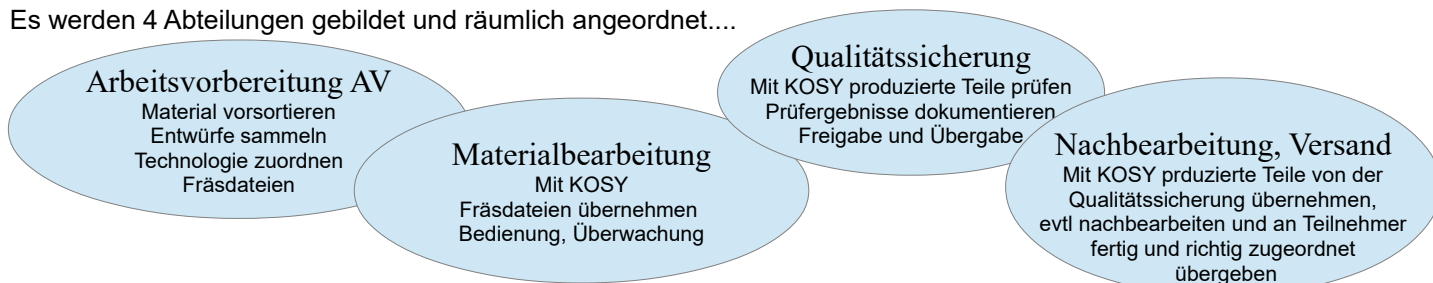 Es werden 4 Abteilungen gebildet und räumlich angeordnet....
Arbeitsvorbereitung AV
Material vorsortieren
Entwürfe sammeln
Technologie zuordnen
Fräsdateien
Materialbearbeitung
Mit KOSY
Fräsdateien übernehmen
Bedienung, Überwachung
Qualitätssicherung
Mit KOSY produzierte Teile prüfen
Prüfergebnisse dokumentieren
Freigabe und Übergabe
Nachbearbeitung, Versand
Mit KOSY prduzierte Teile von der
Qualitätssicherung übernehmen,
evtl nachbearbeiten und an Teilnehmer
fertig und richtig zugeordnet
übergeben